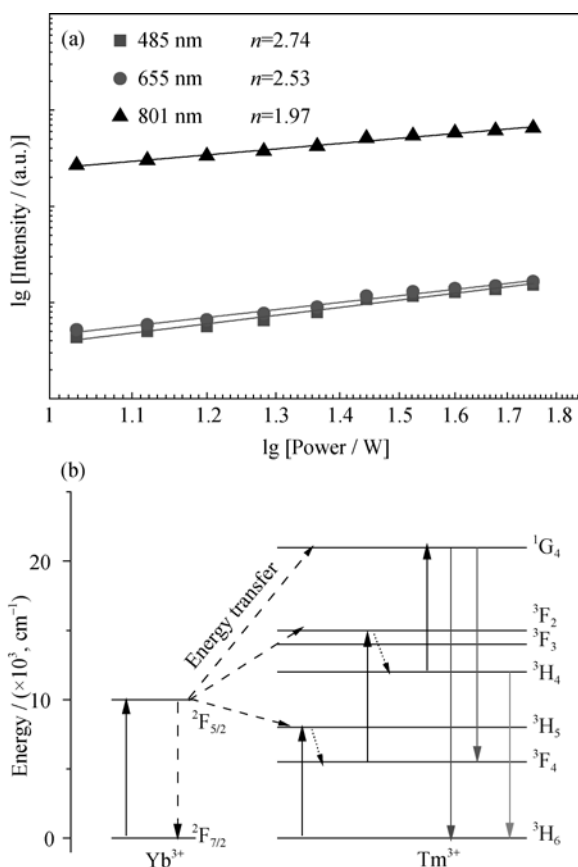 (a)
485 nm n=2.74
655 nm n=2.53
801 nm n=1.97
lg [Intensity / (a.u.)]
1 1.1 1.2 1.3 1.4 1.5 1.6 1.7 1.8
lg [Power / W]
(b)
Energy / (×10³, cm⁻¹)
20
10
0
Energy transfer
²F₅/₂
²F₇/₂
Yb³⁺
¹G₄
³F₂
³F₃
³H₄
³H₅
³F₄
³H₆
Tm³⁺